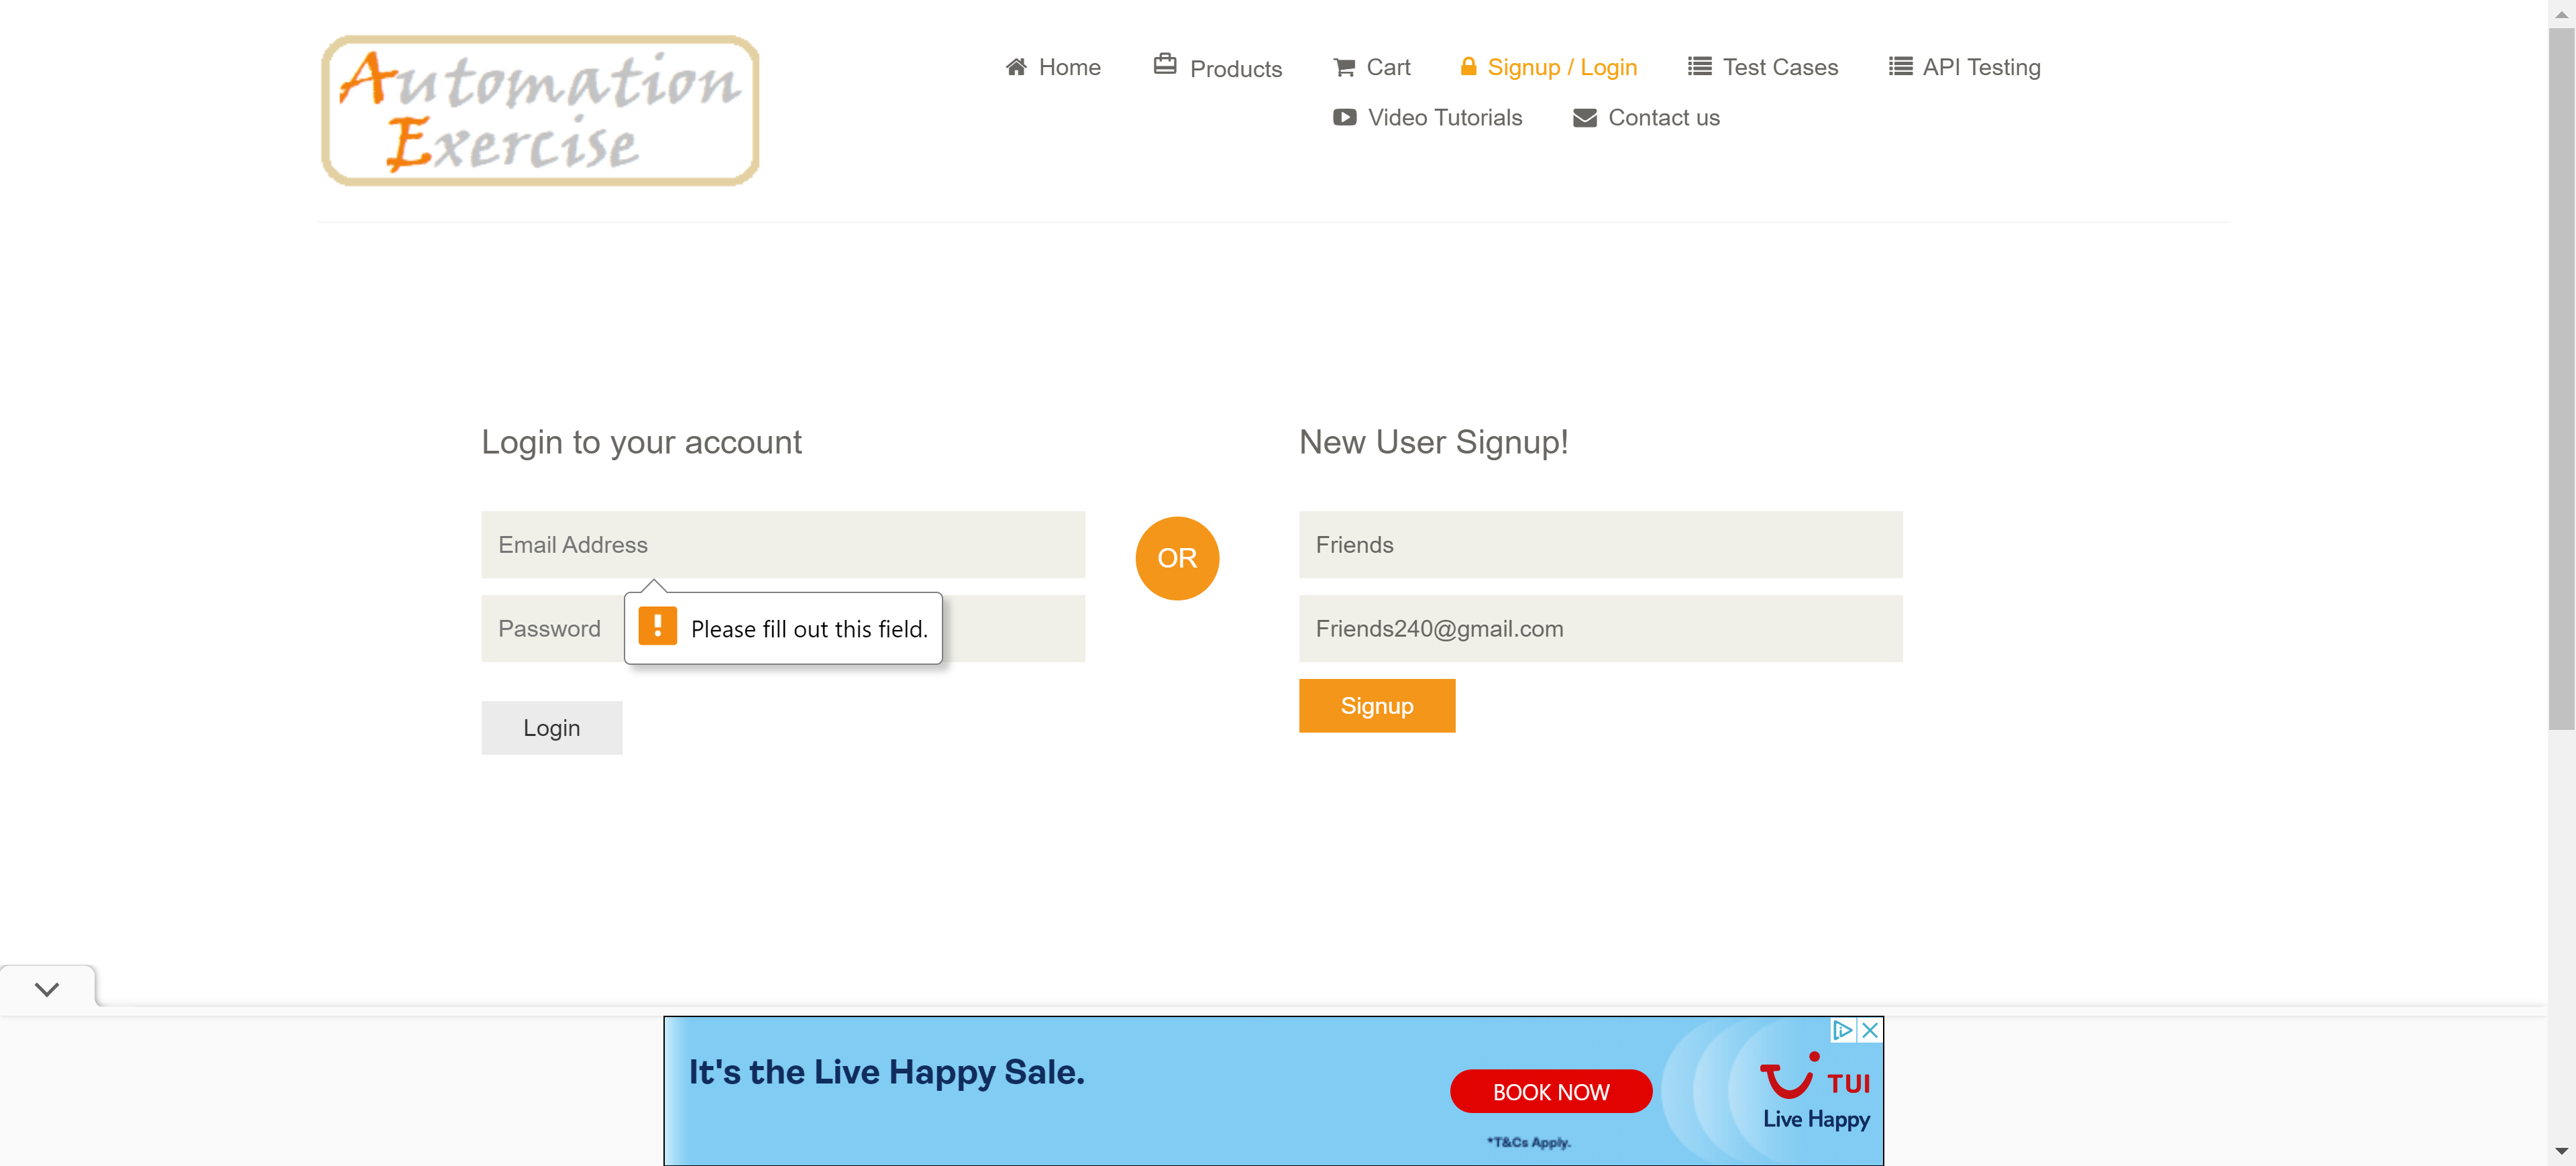 Automation
Exercise
Home
Products
Cart
Signup / Login
Test Cases
API Testing
Video Tutorials
Contact us
Login to your account
Email Address
Password
Please fill out this field.
Login
OR
New User Signup!
Friends
Friends240@gmail.com
Signup
It's the Live Happy Sale.
BOOK NOW
*T&Cs Apply.
TUI
Live Happy